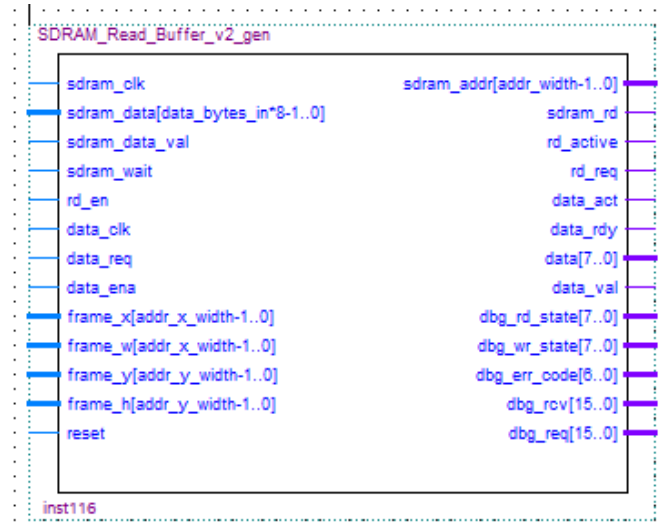 SDRAM_Read_Buffer_v2_gen
sdram_clk sdram_addr[addr_width-1..0]
sdram_data[data_bytes_in*8-1..0] sdram_rd
sdram_data_val rd_active
sdram_wait rd_req
rd_en data_act
data_clk data_rdy
data_req data[7..0]
data_ena data_val
frame_x[addr_x_width-1..0] dbg_rd_state[7..0]
frame_w[addr_x_width-1..0] dbg_wr_state[7..0]
frame_y[addr_y_width-1..0] dbg_err_code[6..0]
frame_h[addr_y_width-1..0] dbg_rcv[15..0]
reset dbg_req[15..0]
inst116